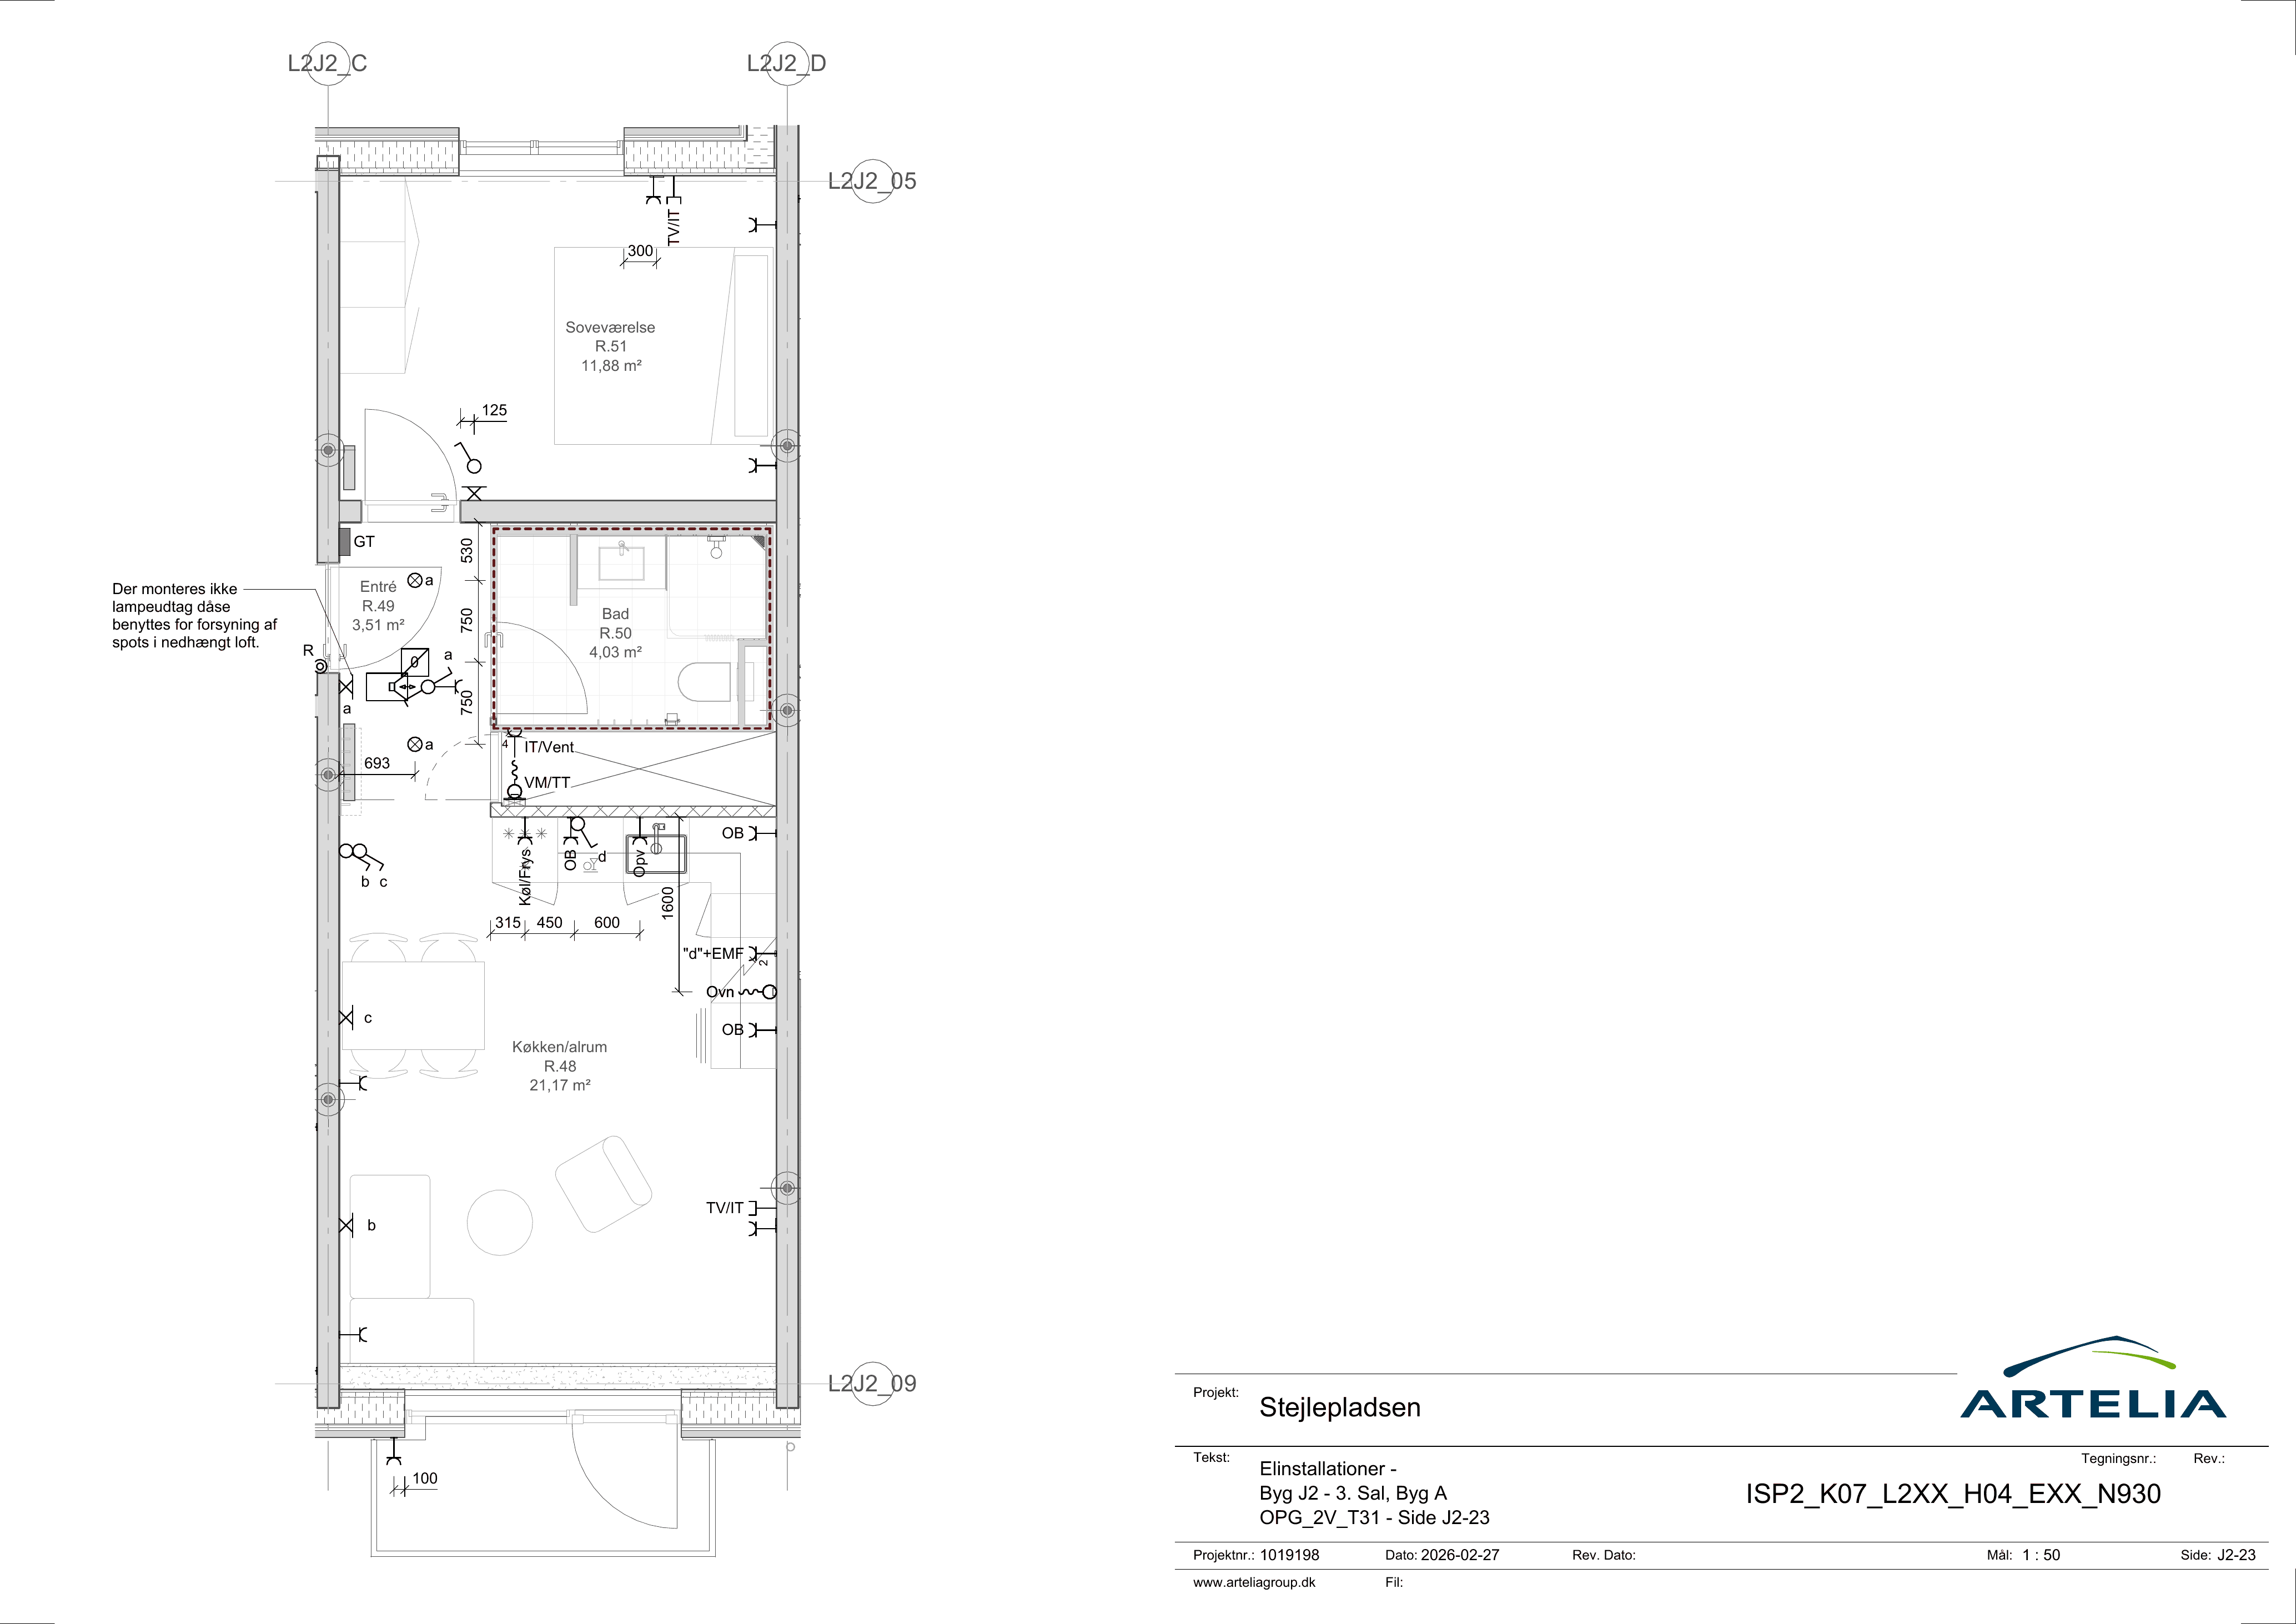 L2J2_C
L2J2_D
L2J2_05
TV/IT
300
Soveværelse
R.51
11,88 m²
125
GT
530
Entré
R.49
3,51 m²
a
Der monteres ikke
lampeudtag dåse
benyttes for forsyning af
spots i nedhængt loft.
750
Bad
R.50
4,03 m²
R
0
a
a
750
a
4
IT/Vent
693
VM/TT
OB
Køl/Frys
OB
d
Opv
b c
1600
315
450
600
"d"+EMF
2
Ovn
c
OB
Køkken/alrum
R.48
21,17 m²
TV/IT
b
L2J2_09
100
Projekt:
Stejlepladsen
ARTELIA
Tekst:
Elinstallationer -
Byg J2 - 3. Sal, Byg A
OPG_2V_T31 - Side J2-23
Tegningsnr.:
Rev.:
ISP2_K07_L2XX_H04_EXX_N930
Projektnr.: 1019198
Dato: 2026-02-27
Rev. Dato:
Mål: 1 : 50
Side: J2-23
www.arteliagroup.dk
Fil: